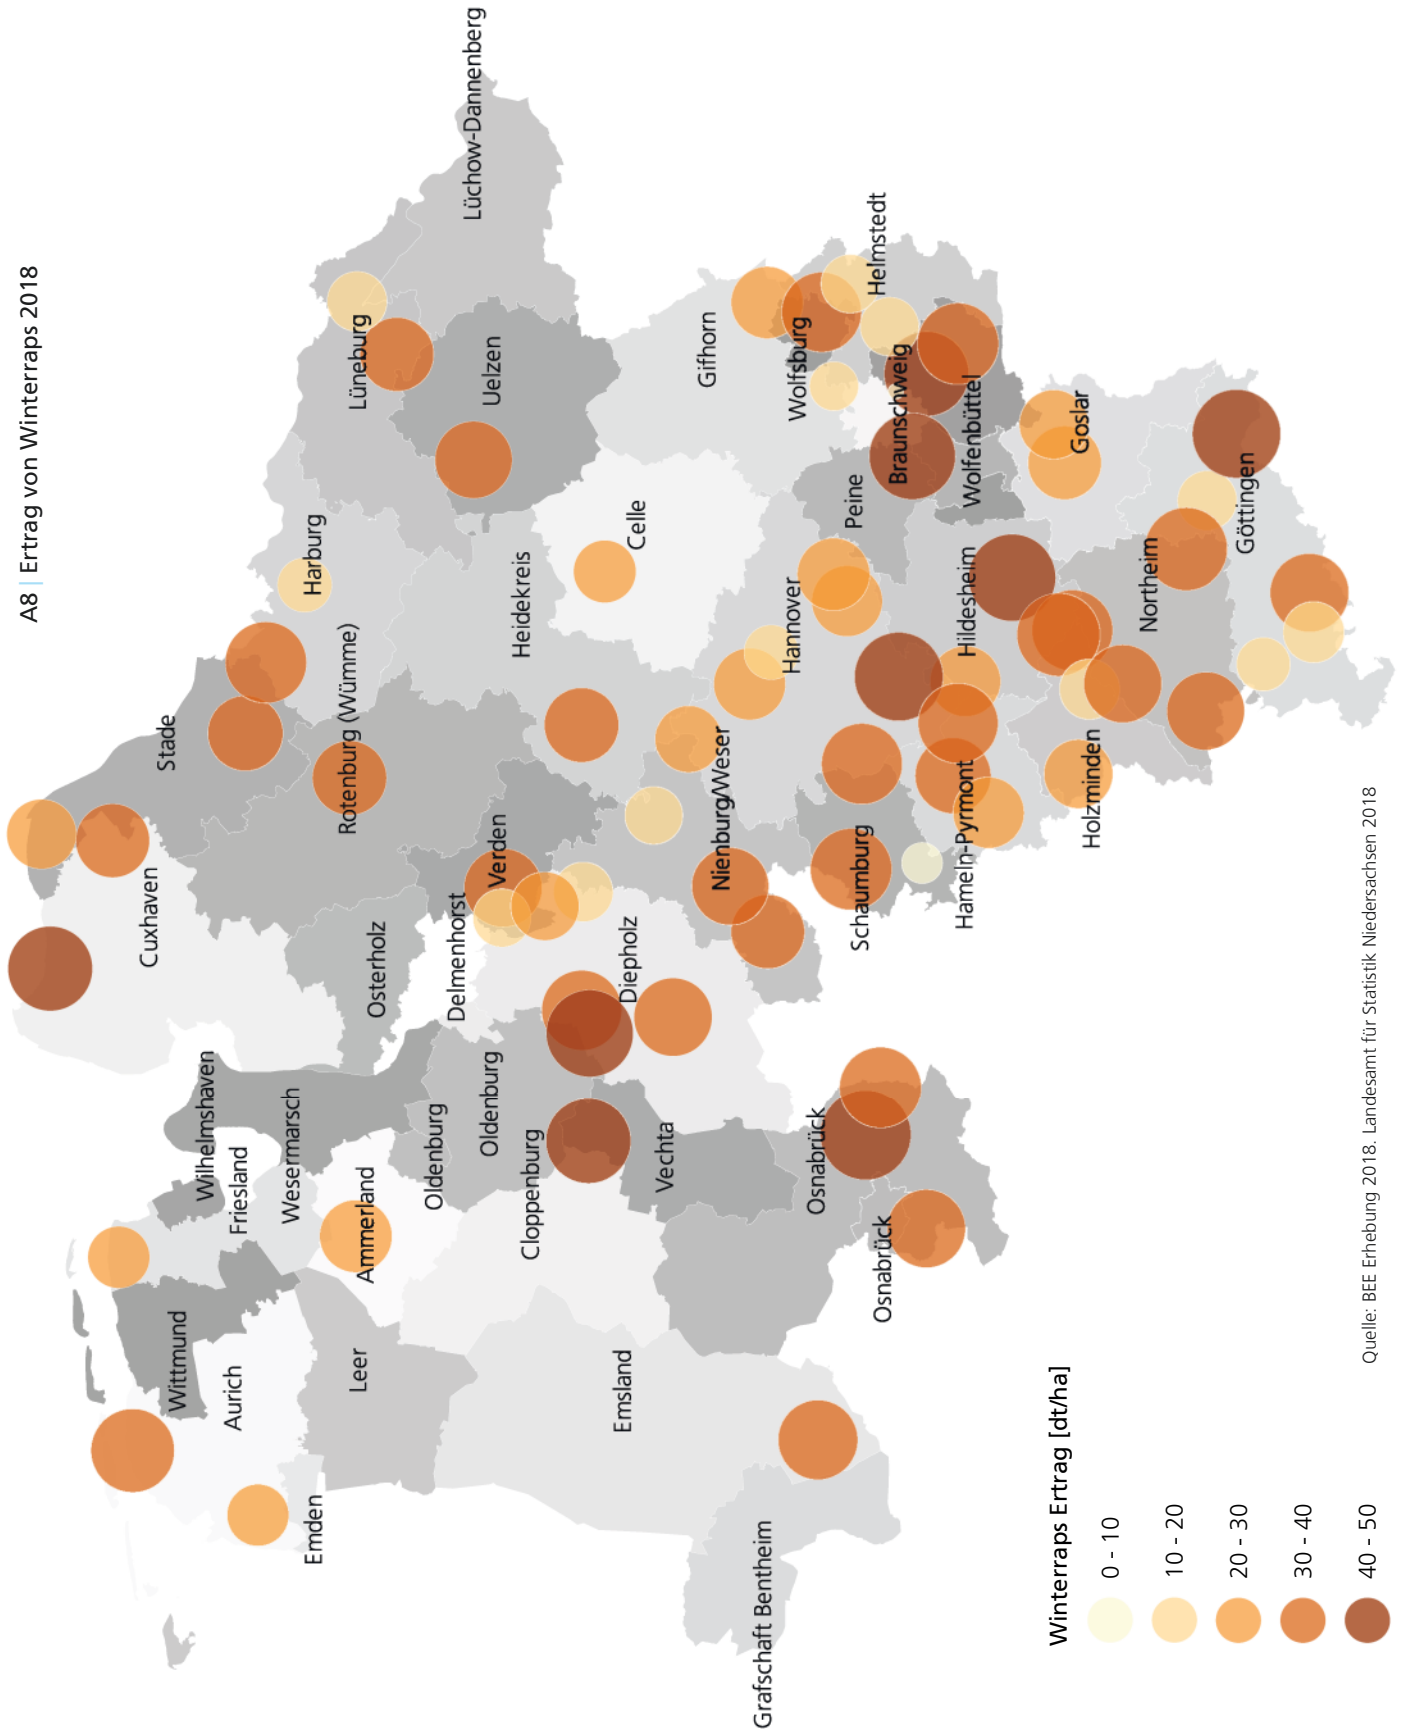 A8 | Ertrag von Winterraps 2018
Cuxhaven
Stade
Wilhelmshaven
Wittmund
Friesland
Aurich
Wesermarsch
Emden
Harburg
Rotenburg (Wümme)
Lüneburg
Lüchow-Dannenberg
Leer
Ammerland
Osterholz
Oldenburg
Delmenhorst
Oldenburg
Verden
Uelzen
Heidekreis
Cloppenburg
Emsland
Diepholz
Celle
Vechta
Nienburg/Weser
Gifhorn
Grafschaft Bentheim
Hannover
Wolfsburg
Osnabrück
Peine
Schaumburg
Helmstedt
Braunschweig
Osnabrück
Hameln-Pyrmont
Hildesheim
Wolfenbüttel
Holzminden
Goslar
Northeim
Göttingen
Winterraps Ertrag [dt/ha]
0 - 10
10 - 20
20 - 30
30 - 40
40 - 50
Quelle: BEE Erhebung 2018. Landesamt für Statistik Niedersachsen 2018